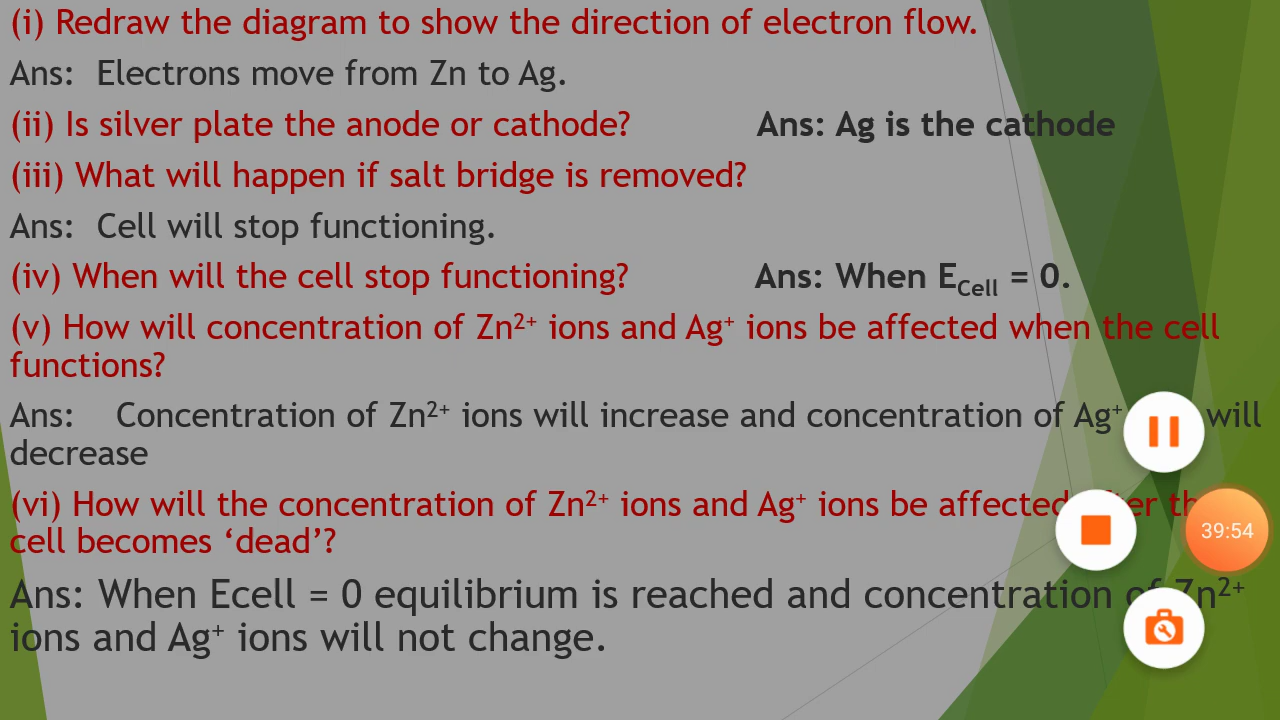 (i) Redraw the diagram to show the direction of electron flow.
Ans: Electrons move from Zn to Ag.
(ii) Is silver plate the anode or cathode? Ans: Ag is the cathode
(iii) What will happen if salt bridge is removed?
Ans: Cell will stop functioning.
(iv) When will the cell stop functioning? Ans: When E_Cell = 0.
(v) How will concentration of Zn²⁺ ions and Ag⁺ ions be affected when the cell
functions?
Ans: Concentration of Zn²⁺ ions will increase and concentration of Ag⁺ will
decrease
(vi) How will the concentration of Zn²⁺ ions and Ag⁺ ions be affected
cell becomes ‘dead’?
39:54
Ans: When Ecell = 0 equilibrium is reached and concentration of Zn²⁺
ions and Ag⁺ ions will not change.